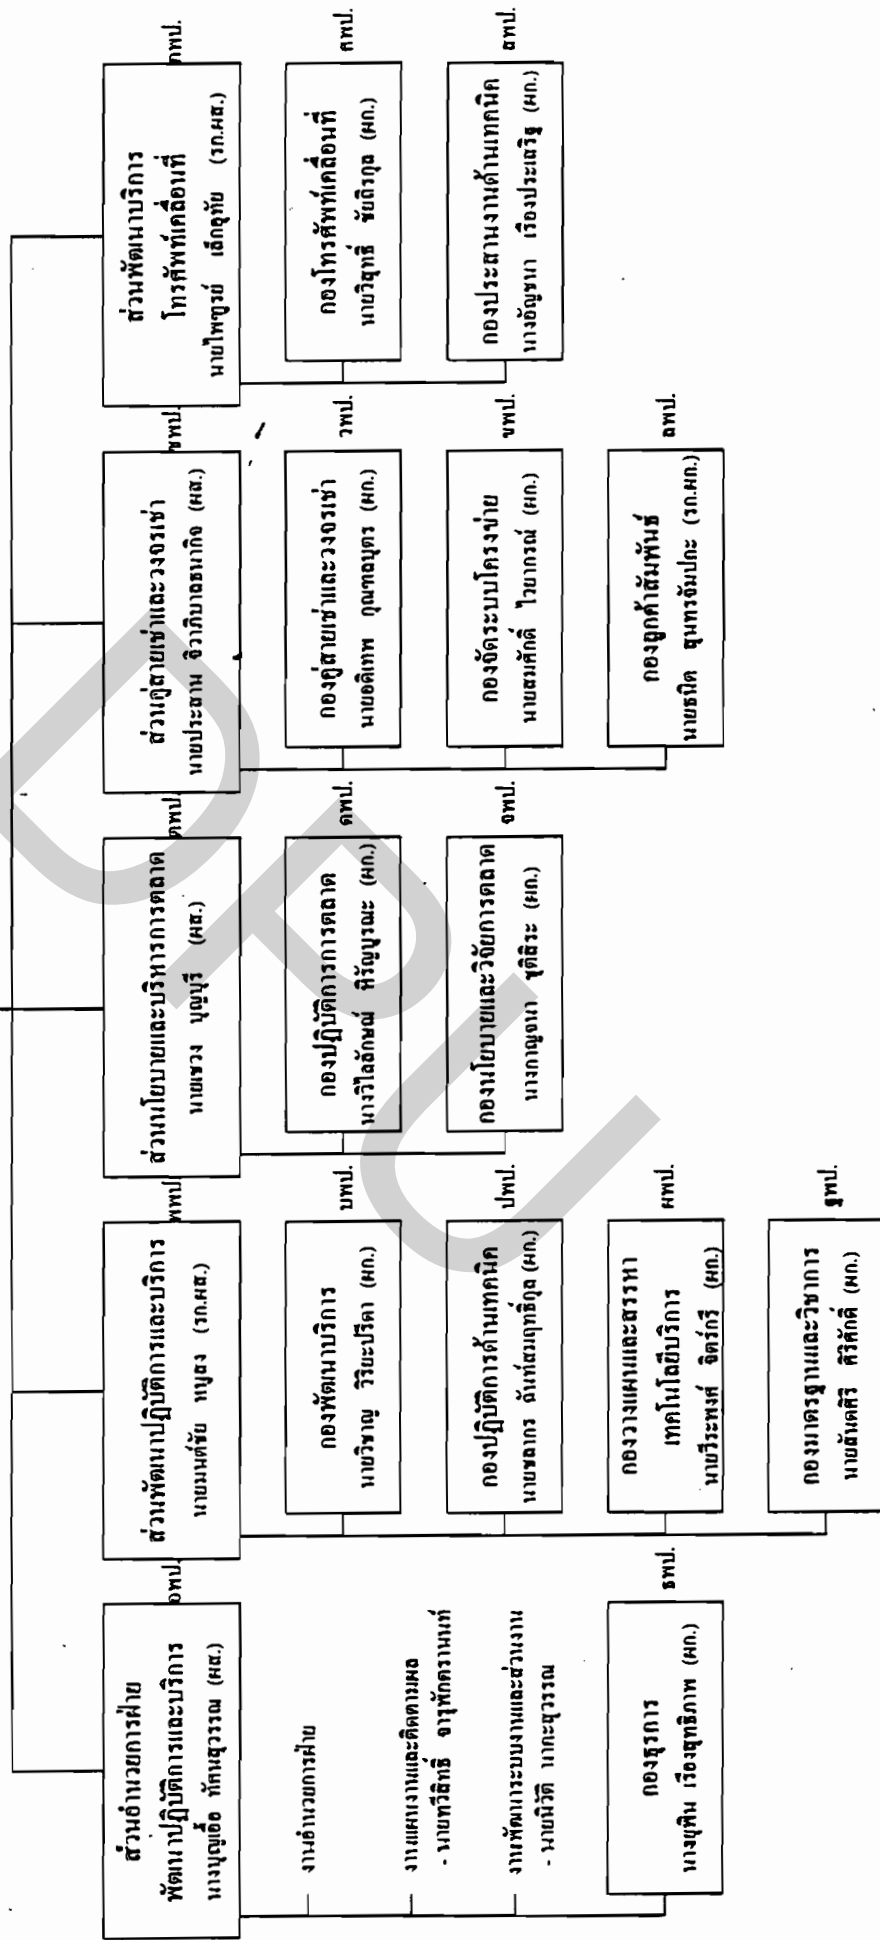 ส่วนอำนวยการฝ่าย
พัฒนาปฏิบัติการและบริการ
นางบุญเอื้อ ทัศนสุวรรณ (ผส.)
อพป.
งานอำนวยการฝ่าย
งานแผนงานและติดตามผล
- นายทวีสิทธิ์ จารุพักตรานนท์
งานพัฒนาระบบงานและส่วนงาน
- นายนิวัติ นาคะสุวรรณ
กองธุรการ
นางยุพิน เรืองสุทธิภาพ (ผก.)
ธพป.
ส่วนพัฒนาปฏิบัติการและบริการ
นายมนต์ชัย หนูสง (รก.ผส.)
พพป.
กองพัฒนาบริการ
นายวิชาญ วิริยะปรีดา (ผก.)
บพป.
กองปฏิบัติการด้านเทคนิค
นายชลากร ฉันท์สมฤทธิ์กุล (ผก.)
ปพป.
กองวางแผนและสรรหา
เทคโนโลยีบริการ
นายวีระพงศ์ จิตร์กรี (ผก.)
ผพป.
กองมาตรฐานและวิชาการ
นายสันตศิริ ศิริศักดิ์ (ผก.)
ฐพป.
ส่วนนโยบายและบริหารการตลาด
นายเชวง บุญบุรี (ผส.)
ตพป.
กองปฏิบัติการการตลาด
นางวิไลลักษณ์ หิรัญบูรณะ (ผก.)
ดพป.
กองนโยบายและวิจัยการตลาด
นางกาญจนา ชุติสิระ (ผก.)
จพป.
ส่วนคู่สายเช่าและวงจรเช่า
นายประสาน จิวาภิบาลธนากิจ (ผส.)
ชพป.
กองคู่สายเช่าและวงจรเช่า
นายอดิเทพ กุณฑลบุตร (ผก.)
วพป.
กองจัดระบบโครงข่าย
นายสมศักดิ์ ไวยากรณ์ (ผก.)
ขพป.
กองลูกค้าสัมพันธ์
นายธนิต สุนทรจัมปกะ (รก.ผก.)
ลพป.
ส่วนพัฒนาบริการ
โทรศัพท์เคลื่อนที่
นายไพฑูรย์ เล็กอุทัย (รก.ผส.)
กพป.
กองโทรศัพท์เคลื่อนที่
นายวิสุทธิ์ ชัยถิรกุล (ผก.)
คพป.
กองประสานงานด้านเทคนิค
นางอัญชนา เรืองประเสริฐ (ผก.)
สพป.
DPU